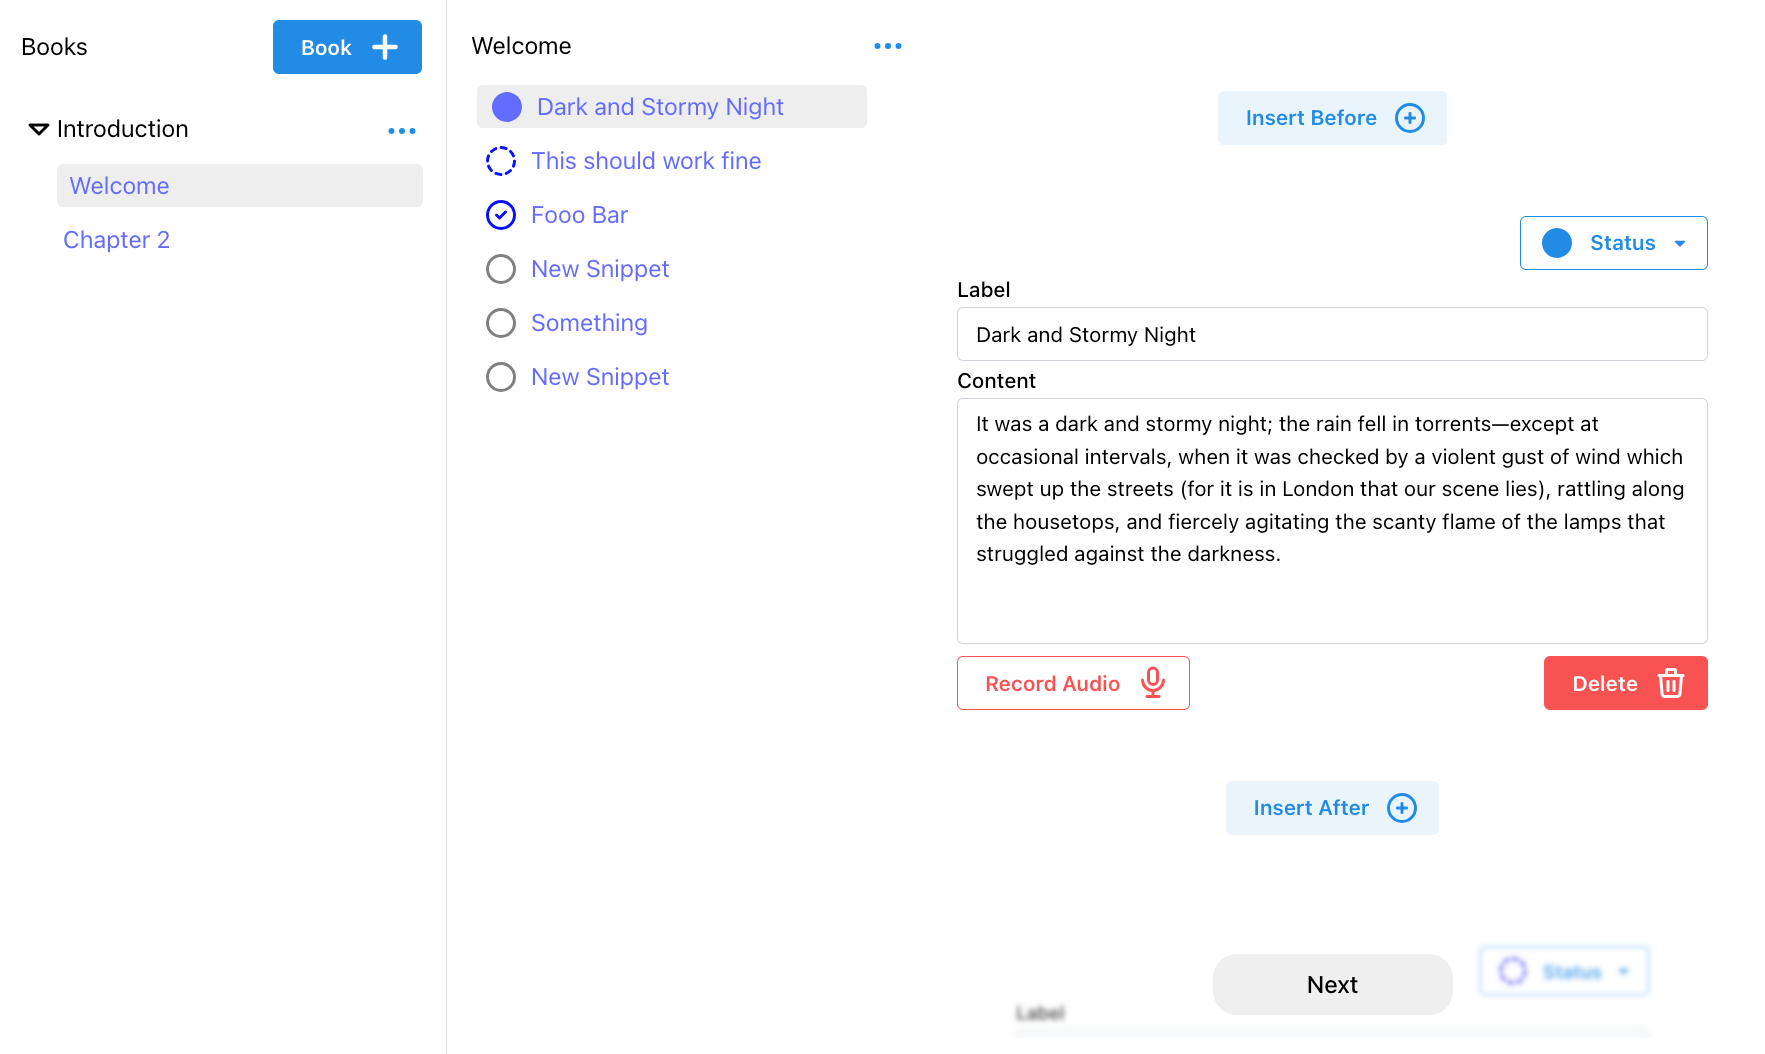 Books
Book
Introduction
Welcome
Chapter 2
Welcome
Dark and Stormy Night
This should work fine
Fooo Bar
New Snippet
Something
New Snippet
Insert Before
Status
Label
Dark and Stormy Night
Content
It was a dark and stormy night; the rain fell in torrents—except at
occasional intervals, when it was checked by a violent gust of wind which
swept up the streets (for it is in London that our scene lies), rattling along
the housetops, and fiercely agitating the scanty flame of the lamps that
struggled against the darkness.
Record Audio
Delete
Insert After
Status
Next
Label